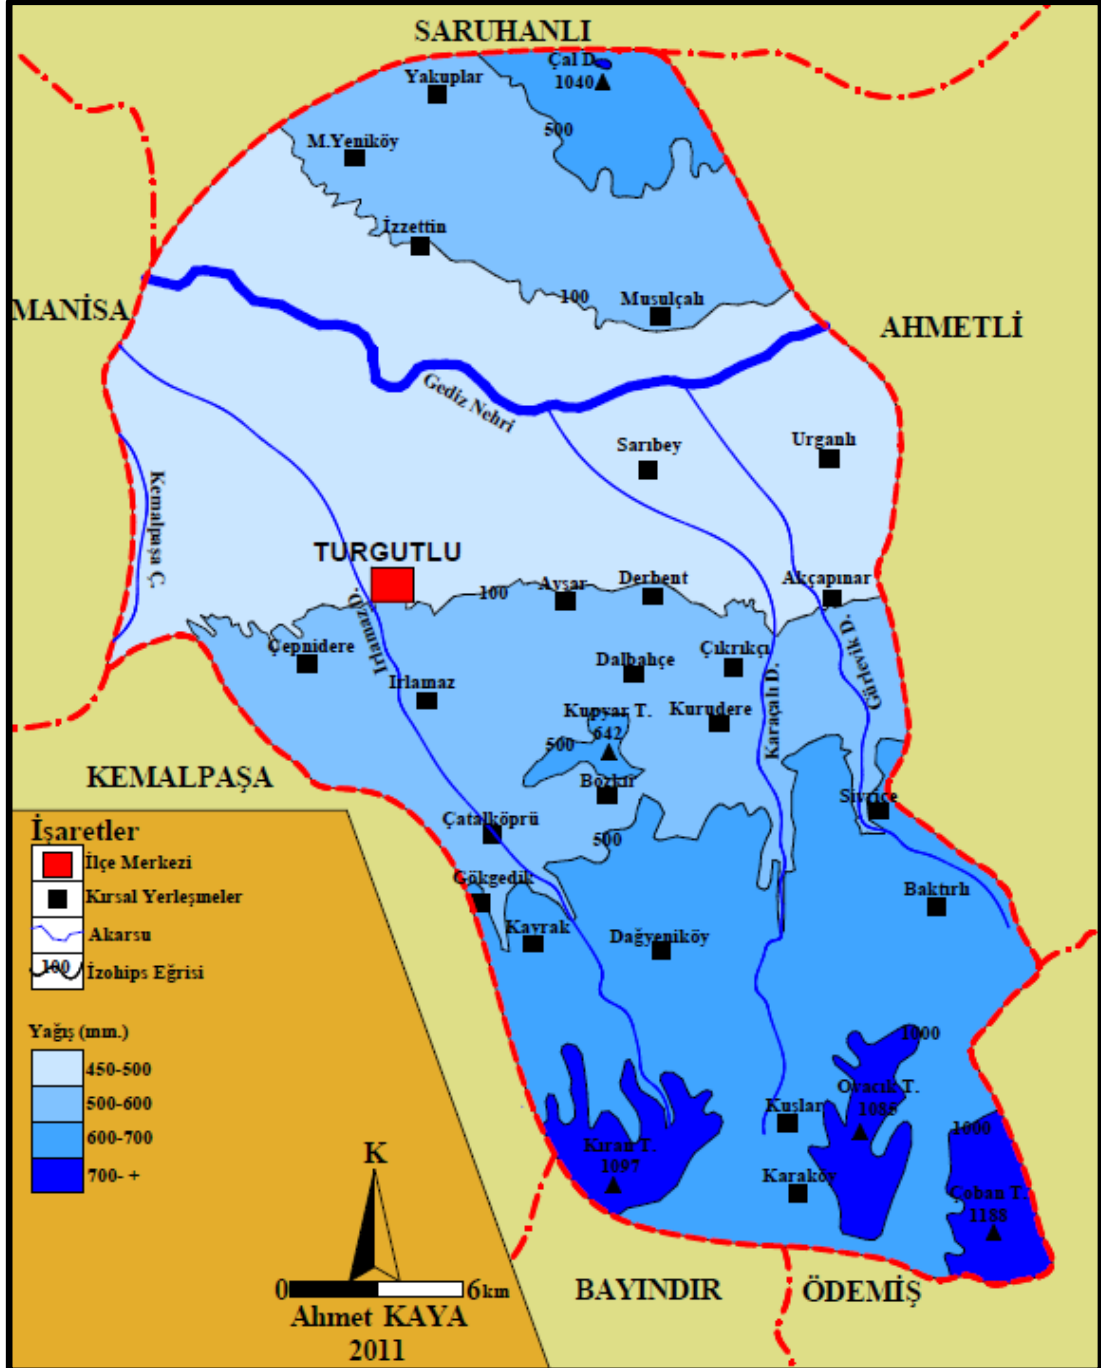 SARUHANLI
Çal D.
1040
Yakuplar
500
M.Yeniköy
İzzettin
100
Musulçalı
MANİSA
AHMETLİ
Gediz Nehri
Sarıbey
Urganlı
Kemalpaşa Ç.
TURGUTLU
100
Avşar
Derbent
Akçapınar
Irlamaz D.
Çepnidere
Irlamaz
Dalbahçe
Çıkrıkçı
Gürlevik D.
Karaçalı D.
Kupyar T.
642
Kurudere
500
Bozkır
KEMALPAŞA
Sivrice
Çatalköprü
500
Gökgedik
Baktırlı
Kayrak
Dağyeniköy
1000
Ovacık T.
1086
Kuşlar
1000
Kıran T.
1097
Karaköy
Çoban T.
1188
BAYINDIR
ÖDEMİŞ
İşaretler
İlçe Merkezi
Kırsal Yerleşmeler
Akarsu
100
İzohips Eğrisi
Yağış (mm.)
450-500
500-600
600-700
700- +
K
0
6 km
Ahmet KAYA
2011